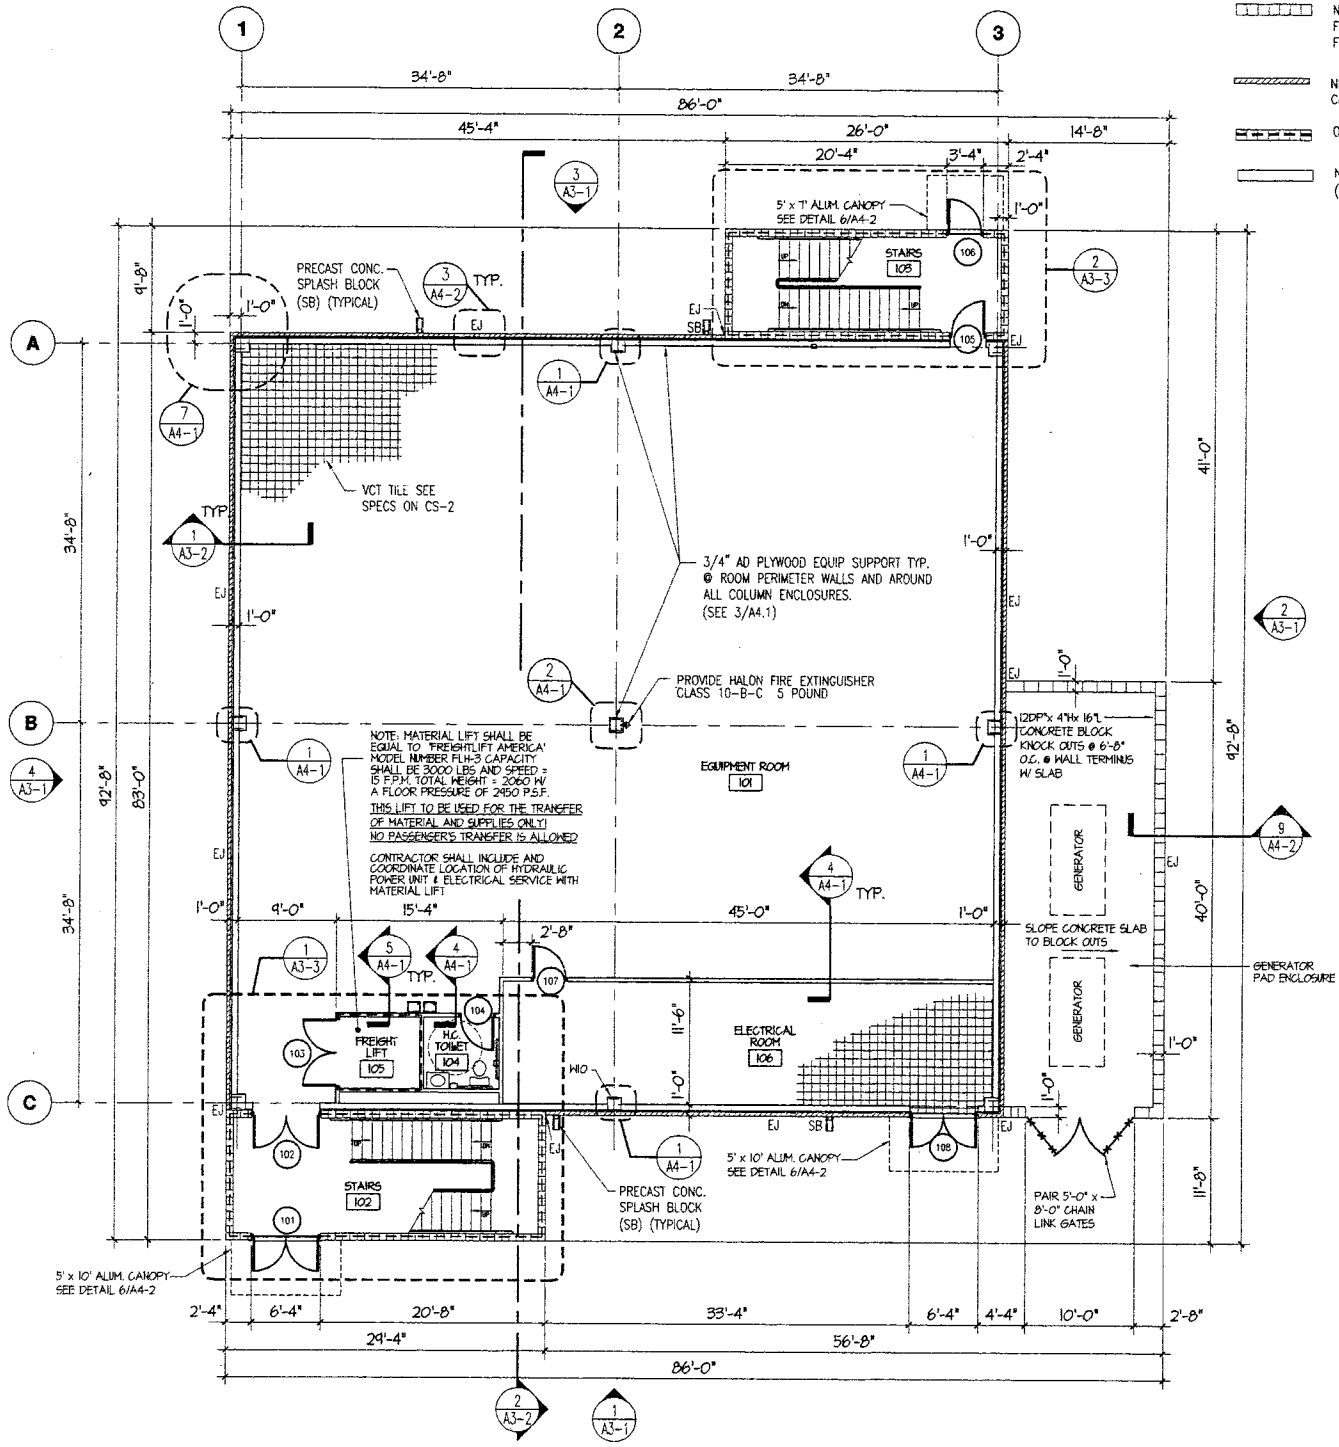 1
2
3
34'-8"
34'-8"
86'-0"
45'-4"
26'-0"
14'-8"
20'-4"
3'-4"
2'-4"
3
A3-1
5' x 7' ALUM. CANOPY
SEE DETAIL 6/A4-2
1'-0"
STAIRS
103
106
2
A3-3
9'-8"
PRECAST CONC.
SPLASH BLOCK
(SB) (TYPICAL)
3
A4-2
TYP.
1'-0"
1'-0"
EJ
EJ
SB
UP
DN
UP
A
105
EJ
1
A4-1
7
A4-1
41'-0"
VCT TILE SEE
SPECS ON CS-2
TYP.
1
A3-2
34'-8"
1'-0"
3/4" AD PLYWOOD EQUIP SUPPORT TYP.
@ ROOM PERIMETER WALLS AND AROUND
ALL COLUMN ENCLOSURES.
(SEE 3/A4.1)
EJ
1'-0"
EJ
2
A3-1
2
A4-1
PROVIDE HALON FIRE EXTINGUISHER
CLASS 10-B-C 5 POUND
EJ
1'-0"
B
4
A3-1
92'-8"
83'-0"
1
A4-1
NOTE: MATERIAL LIFT SHALL BE
EQUAL TO "FREIGHTLIFT AMERICA"
MODEL NUMBER FLH-3 CAPACITY
SHALL BE 3000 LBS AND SPEED =
15 F.P.M. TOTAL WEIGHT = 2060 W/
A FLOOR PRESSURE OF 2950 P.S.F.
THIS LIFT TO BE USED FOR THE TRANSFER
OF MATERIAL AND SUPPLIES ONLY!
NO PASSENGER'S TRANSFER IS ALLOWED
CONTRACTOR SHALL INCLUDE AND
COORDINATE LOCATION OF HYDRAULIC
POWER UNIT & ELECTRICAL SERVICE WITH
MATERIAL LIFT
EQUIPMENT ROOM
101
1
A4-1
12DP"x 4"Hx 16"L
CONCRETE BLOCK
KNOCK OUTS @ 6'-8"
O.C. @ WALL TERMINUS
W/ SLAB
92'-8"
GENERATOR
9
A4-2
EJ
EJ
4
A4-1
TYP.
34'-8"
1'-0"
9'-0"
15'-4"
45'-0"
1'-0"
40'-0"
SLOPE CONCRETE SLAB
TO BLOCK OUTS
2'-8"
1
A3-3
5
A4-1
4
A4-1
TYP.
107
GENERATOR
PAD ENCLOSURE
GENERATOR
104
11'-6"
103
FREIGHT
LIFT
105
H.C.
TOILET
104
ELECTRICAL
ROOM
106
1'-0"
W10
1'-0"
1'-0"
C
EJ
EJ
EJ
SB
EJ
108
102
UP
DN
1
A4-1
5' x 10' ALUM. CANOPY
SEE DETAIL 6/A4-2
STAIRS
102
PRECAST CONC.
SPLASH BLOCK
(SB) (TYPICAL)
PAIR 5'-0" x
8'-0" CHAIN
LINK GATES
11'-8"
101
UP
5' x 10' ALUM. CANOPY
SEE DETAIL 6/A4-2
2'-4"
6'-4"
20'-8"
33'-4"
6'-4"
4'-4"
10'-0"
2'-8"
29'-4"
56'-8"
86'-0"
2
A3-2
1
A3-1